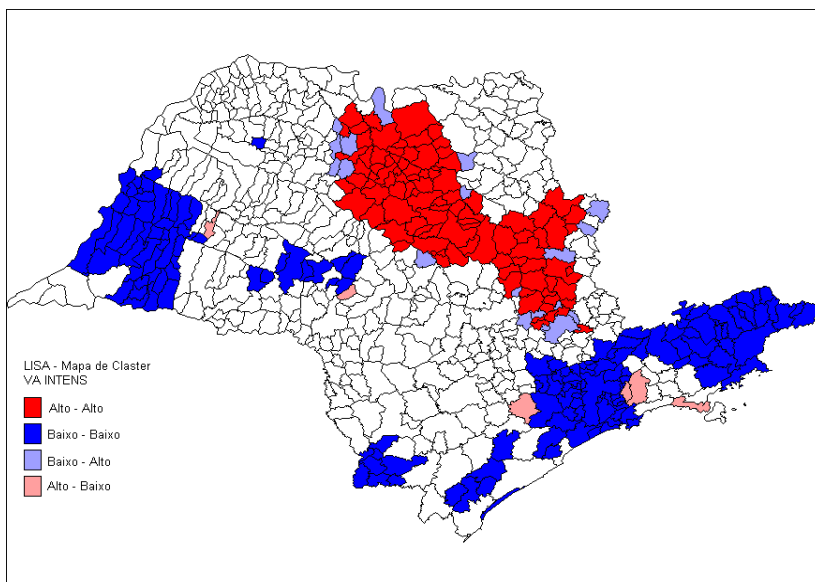 LISA - Mapa de Claster
VA INTENS
Alto - Alto
Baixo - Baixo
Baixo - Alto
Alto - Baixo